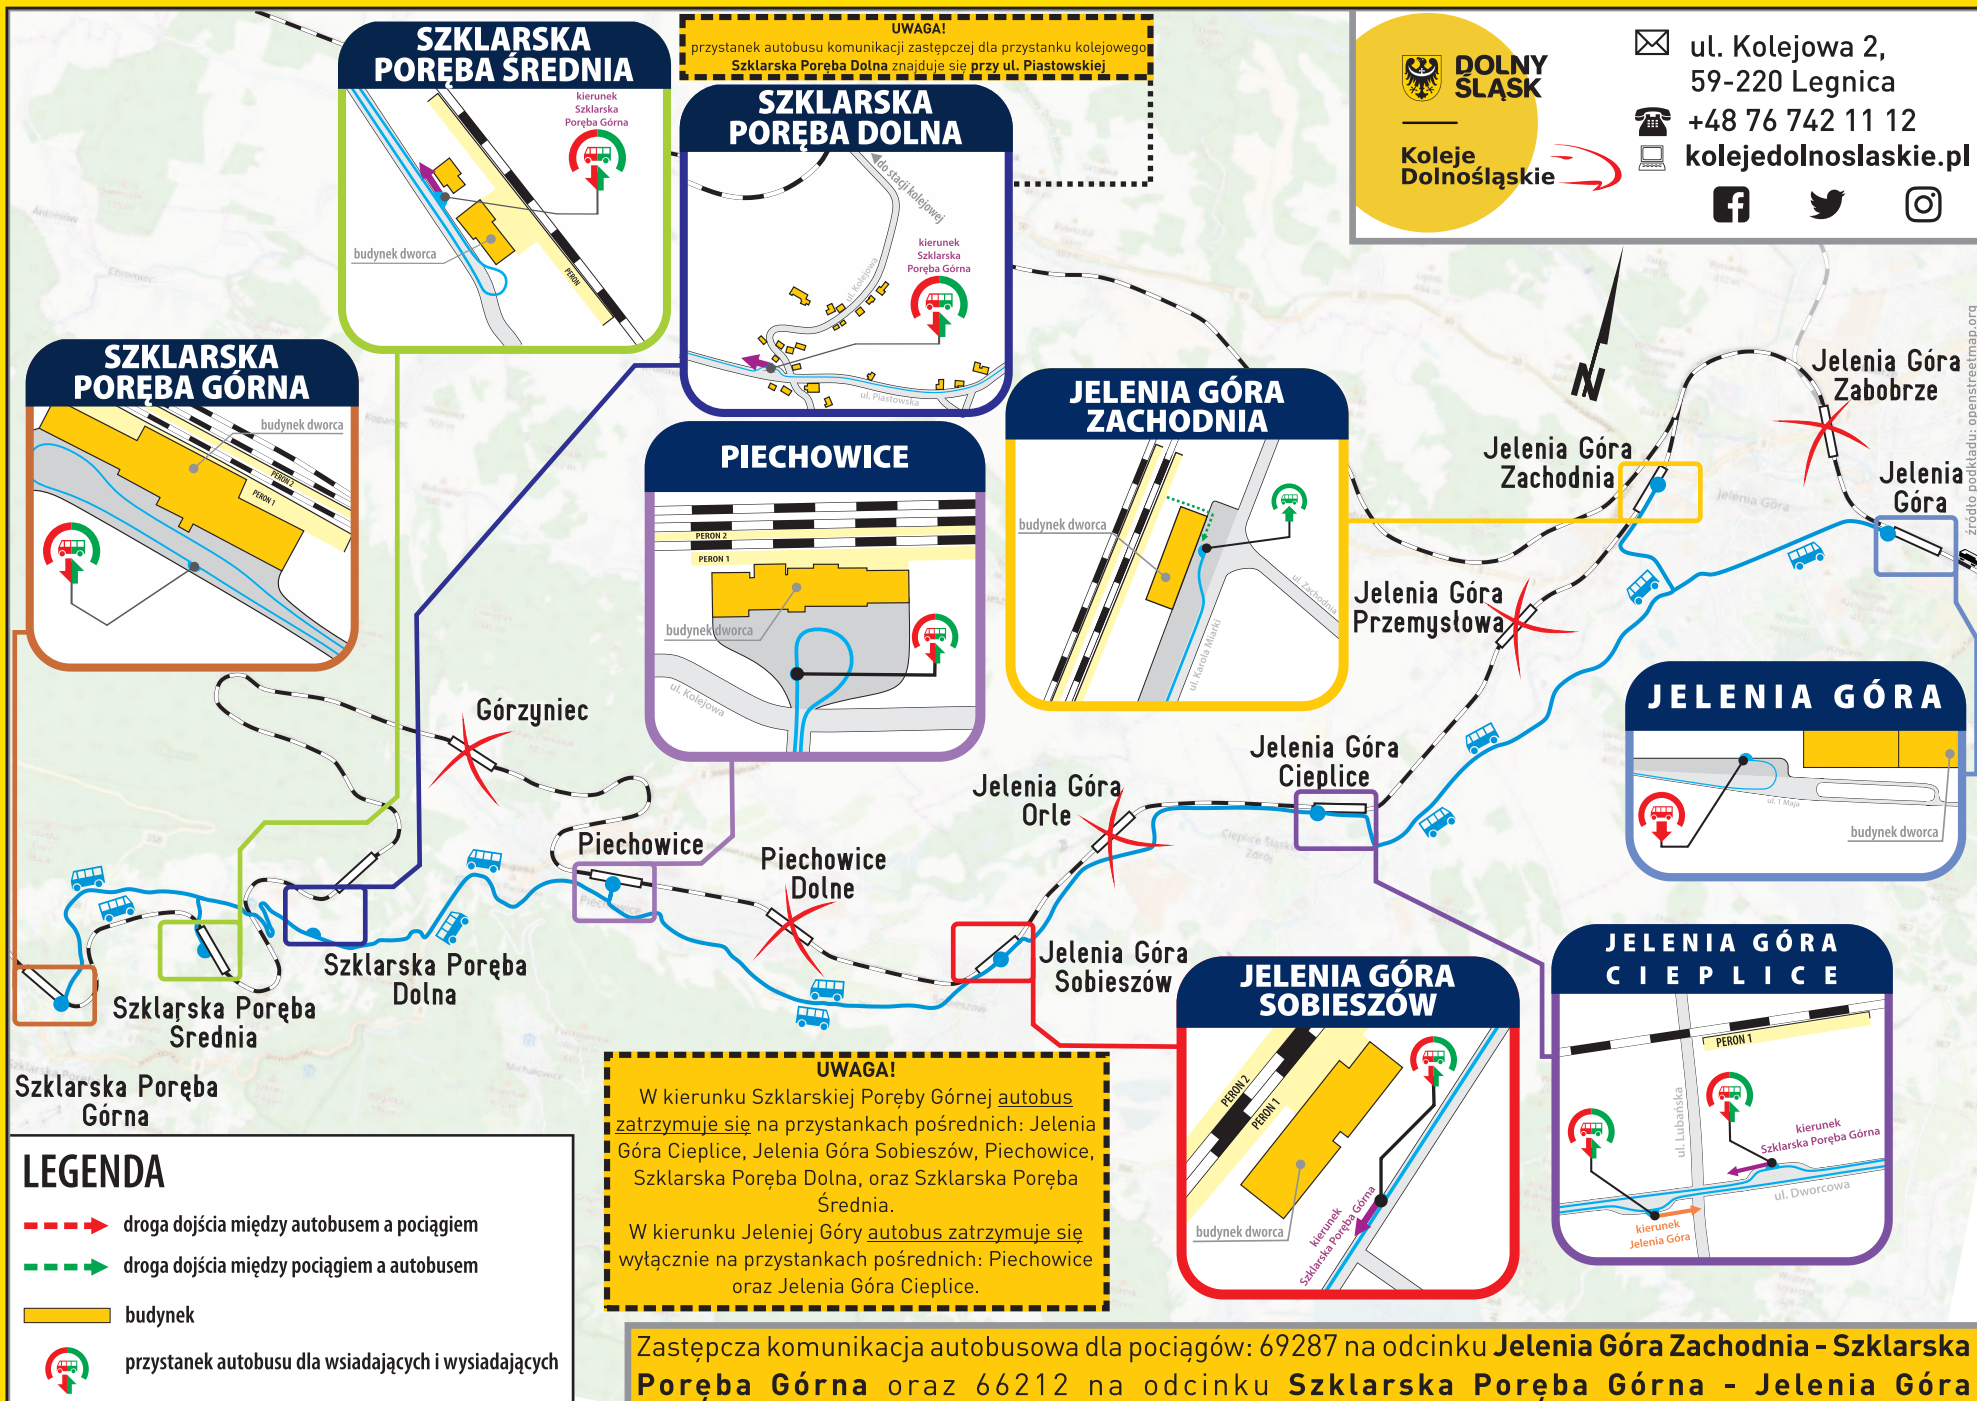 UWAGA!
przystanek autobusu komunikacji zastępczej dla przystanku kolejowego
Szklarska Poręba Dolna znajduje się przy ul. Piastowskiej
DOLNY
ŚLĄSK
Koleje
Dolnośląskie
ul. Kolejowa 2,
59-220 Legnica
+48 76 742 11 12
kolejedolnoslaskie.pl
źródło podkładu: openstreetmap.org
N
SZKLARSKA
PORĘBA ŚREDNIA
kierunek
Szklarska
Poręba Górna
budynek dworca
PERON
SZKLARSKA
PORĘBA DOLNA
do stacji kolejowej
kierunek
Szklarska
Poręba Górna
ul. Kolejowa
ul. Piastowska
SZKLARSKA
PORĘBA GÓRNA
budynek dworca
PERON 2
PERON 1
PIECHOWICE
PERON 2
PERON 1
budynek dworca
ul. Kolejowa
JELENIA GÓRA
ZACHODNIA
budynek dworca
ul. Zachodnia
ul. Karola Miarki
Jelenia Góra
Zabobrze
Jelenia Góra
Zachodnia
Jelenia Góra
Jelenia
Góra
Jelenia Góra
Przemysłowa
JELENIA GÓRA
ul. 1 Maja
budynek dworca
Górzyniec
Jelenia Góra
Cieplice
Jelenia Góra
Orle
Cieplice Śląskie
Zdrój
Piechowice
Piechowice
Piechowice
Dolne
Szklarska Poręba
Dolna
Jelenia Góra
Sobieszów
Szklarska Poręba
Średnia
Szklarska Poręba
Górna
Antoniów
Chromiec
Michałowice
358
JELENIA GÓRA
SOBIESZÓW
PERON 2
PERON 1
budynek dworca
kierunek
Szklarska Poręba Górna
JELENIA GÓRA
CIEPLICE
PERON 1
ul. Lubańska
kierunek
Szklarska Poręba Górna
ul. Dworcowa
kierunek
Jelenia Góra
UWAGA!
W kierunku Szklarskiej Poręby Górnej autobus
zatrzymuje się na przystankach pośrednich: Jelenia
Góra Cieplice, Jelenia Góra Sobieszów, Piechowice,
Szklarska Poręba Dolna, oraz Szklarska Poręba
Średnia.
W kierunku Jeleniej Góry autobus zatrzymuje się
wyłącznie na przystankach pośrednich: Piechowice
oraz Jelenia Góra Cieplice.
LEGENDA
droga dojścia między autobusem a pociągiem
droga dojścia między pociągiem a autobusem
budynek
przystanek autobusu dla wsiadających i wysiadających
Zastępcza komunikacja autobusowa dla pociągów: 69287 na odcinku Jelenia Góra Zachodnia - Szklarska
Poręba Górna oraz 66212 na odcinku Szklarska Poręba Górna - Jelenia Góra